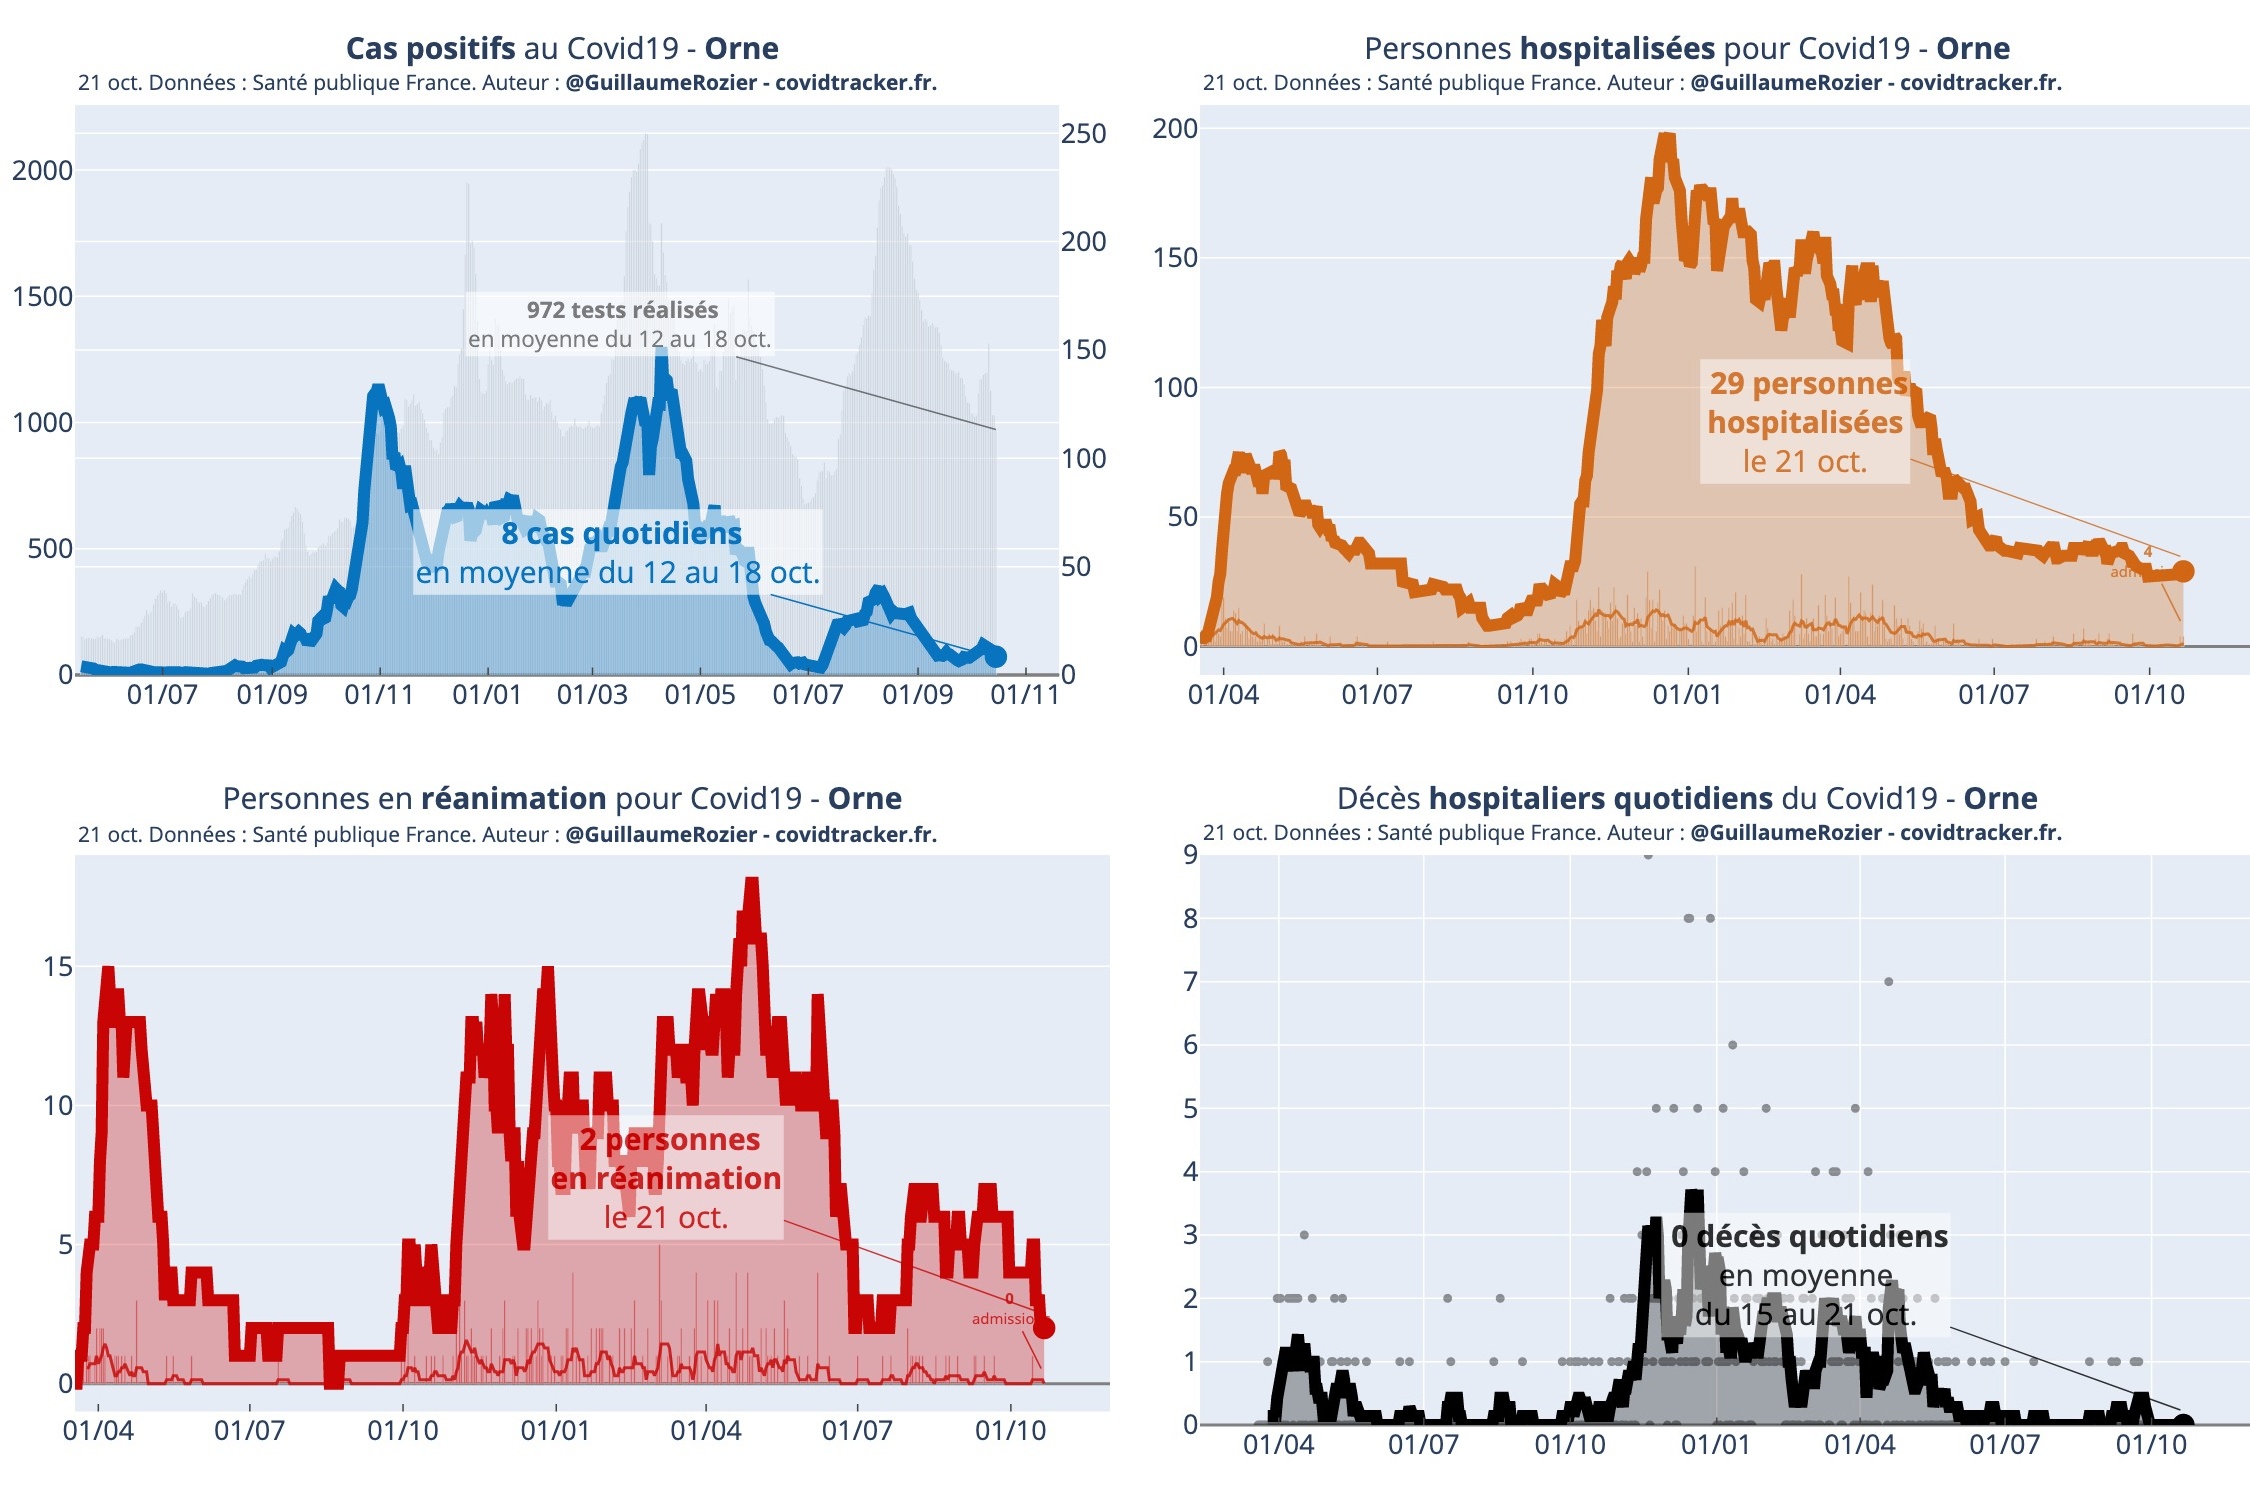 Cas positifs au Covid19 - Orne
21 oct. Données : Santé publique France. Auteur : @GuillaumeRozier - covidtracker.fr.
2000
1500
1000
500
0
250
200
150
100
50
0
972 tests réalisés
en moyenne du 12 au 18 oct.
8 cas quotidiens
en moyenne du 12 au 18 oct.
01/07 01/09 01/11 01/01 01/03 01/05 01/07 01/09 01/11
Personnes hospitalisées pour Covid19 - Orne
21 oct. Données : Santé publique France. Auteur : @GuillaumeRozier - covidtracker.fr.
200
150
100
50
0
29 personnes
hospitalisées
le 21 oct.
4
01/04 01/07 01/10 01/01 01/04 01/07 01/10
Personnes en réanimation pour Covid19 - Orne
21 oct. Données : Santé publique France. Auteur : @GuillaumeRozier - covidtracker.fr.
15
10
5
0
2 personnes
en réanimation
le 21 oct.
0
admissio
01/04 01/07 01/10 01/01 01/04 01/07 01/10
Décès hospitaliers quotidiens du Covid19 - Orne
21 oct. Données : Santé publique France. Auteur : @GuillaumeRozier - covidtracker.fr.
9
8
7
6
5
4
3
2
1
0
0 décès quotidiens
en moyenne
du 15 au 21 oct.
01/04 01/07 01/10 01/01 01/04 01/07 01/10